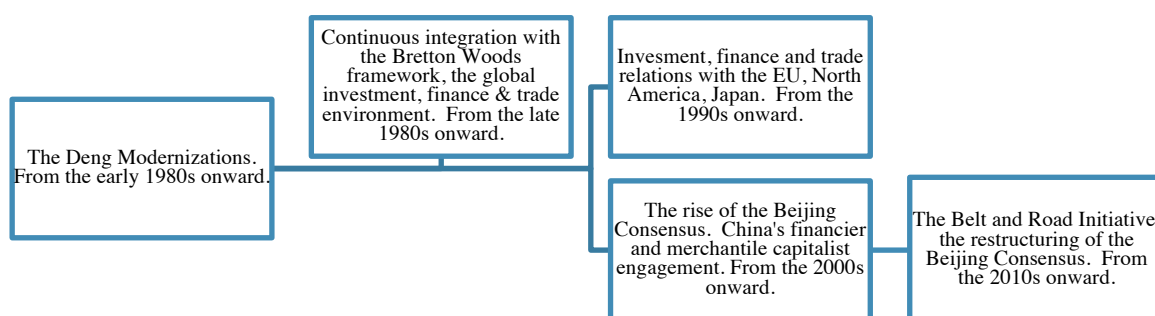 The Deng Modernizations.
From the early 1980s onward.
Continuous integration with
the Bretton Woods
framework, the global
investment, finance & trade
environment.  From the late
1980s onward.
Invesment, finance and trade
relations with the EU, North
America, Japan.  From the
1990s onward.
The rise of the Beijing
Consensus.  China's financier
and merchantile capitalist
engagement. From the 2000s
onward.
The Belt and Road Initiative
the restructuring of the
Beijing Consensus.  From
the 2010s onward.